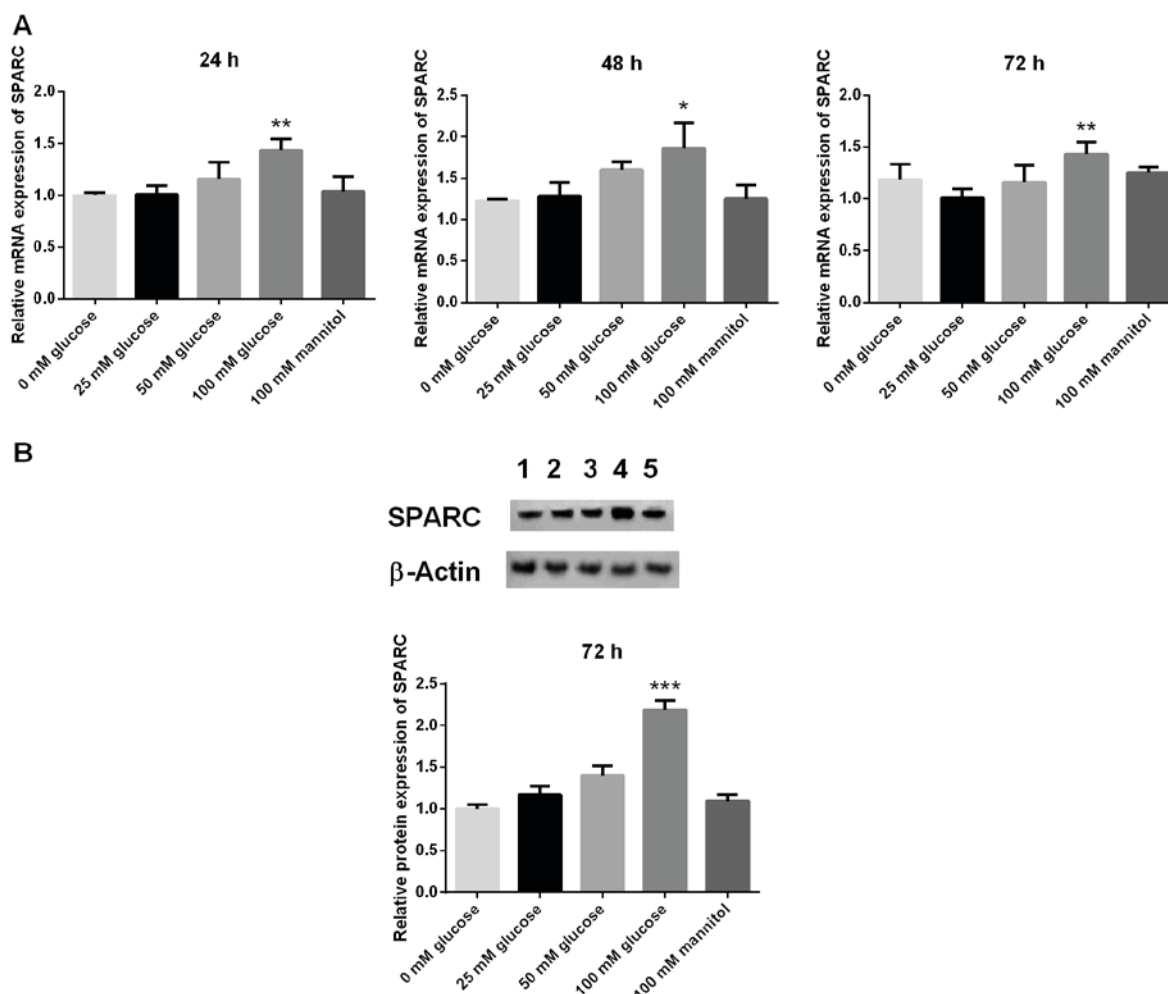 A
24 h
Relative mRNA expression of SPARC
2.0
1.5
1.0
0.5
0.0
**
0 mM glucose
25 mM glucose
50 mM glucose
100 mM glucose
100 mM mannitol
48 h
Relative mRNA expression of SPARC
2.5
2.0
1.5
1.0
0.5
0.0
*
0 mM glucose
25 mM glucose
50 mM glucose
100 mM glucose
100 mM mannitol
72 h
Relative mRNA expression of SPARC
2.0
1.5
1.0
0.5
0.0
**
0 mM glucose
25 mM glucose
50 mM glucose
100 mM glucose
100 mM mannitol
B
1 2 3 4 5
SPARC
β-Actin
72 h
Relative protein expression of SPARC
2.5
2.0
1.5
1.0
0.5
0.0
***
0 mM glucose
25 mM glucose
50 mM glucose
100 mM glucose
100 mM mannitol